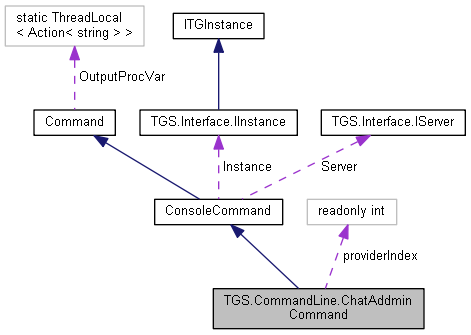 static ThreadLocal
< Action< string > >
ITGInstance
OutputProcVar
Command
TGS.Interface.IInstance
TGS.Interface.IServer
Instance
Server
ConsoleCommand
readonly int
providerIndex
TGS.CommandLine.ChatAddmin
Command